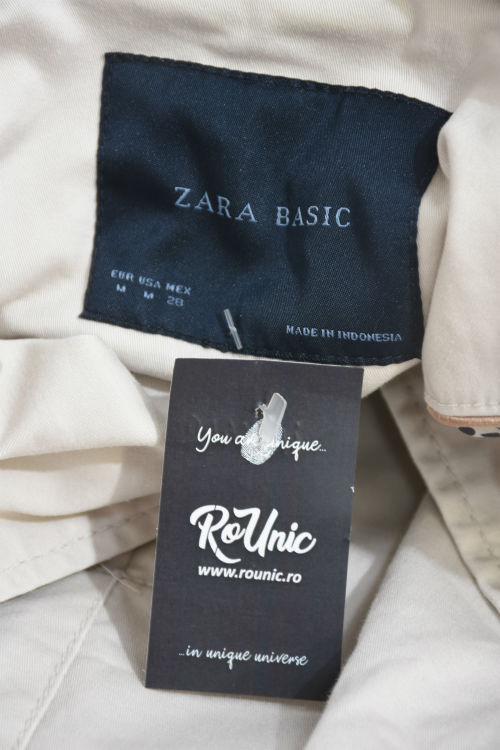 ZARA BASIC
EUR USA MEX
M M 28
MADE IN INDONESIA
You are unique...
RoUnic
www.rounic.ro
...in unique universe